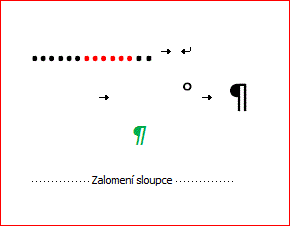 ············ → ↵
→ ° → ¶
¶
Zalomení sloupce